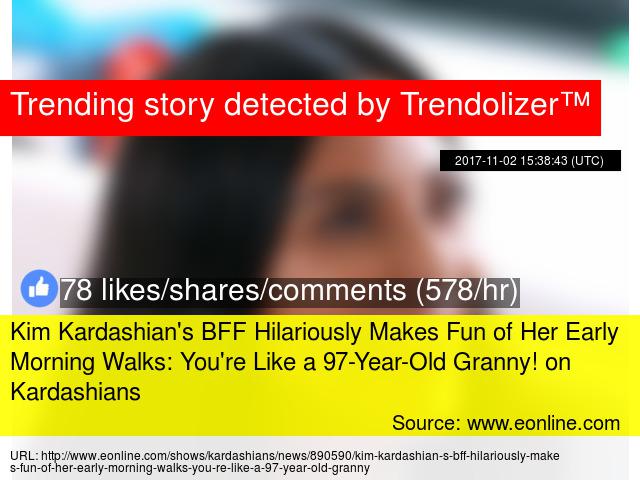 Trending story detected by Trendolizer™
2017-11-02 15:38:43 (UTC)
78 likes/shares/comments (578/hr)
Kim Kardashian's BFF Hilariously Makes Fun of Her Early
Morning Walks: You're Like a 97-Year-Old Granny! on
Kardashians
Source: www.eonline.com
URL: http://www.eonline.com/shows/kardashians/news/890590/kim-kardashian-s-bff-hilariously-make
s-fun-of-her-early-morning-walks-you-re-like-a-97-year-old-granny